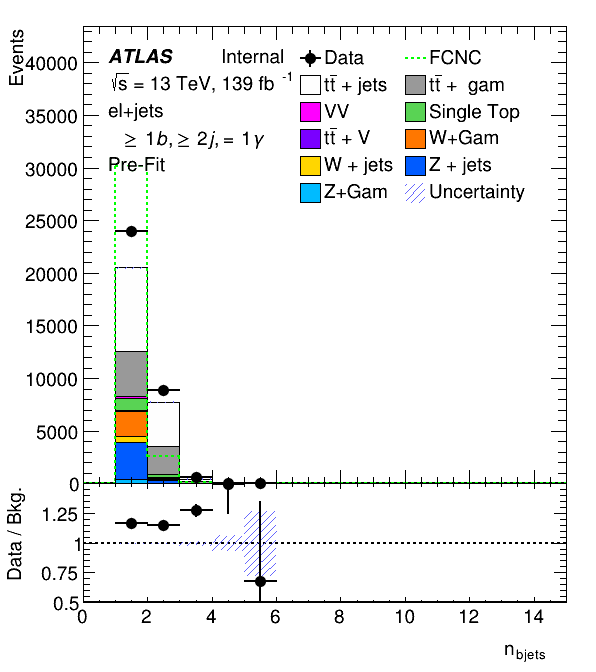 Events
40000
35000
30000
25000
20000
15000
10000
5000
0
ATLAS Internal
√s = 13 TeV, 139 fb⁻¹
el+jets
≥ 1b, ≥ 2j, = 1γ
Pre-Fit
Data
FCNC
tt̄ + jets
tt̄ + gam
VV
Single Top
tt̄ + V
W+Gam
W + jets
Z + jets
Z+Gam
Uncertainty
Data / Bkg.
1.25
1
0.75
0.5
0 2 4 6 8 10 12 14
n_bjets